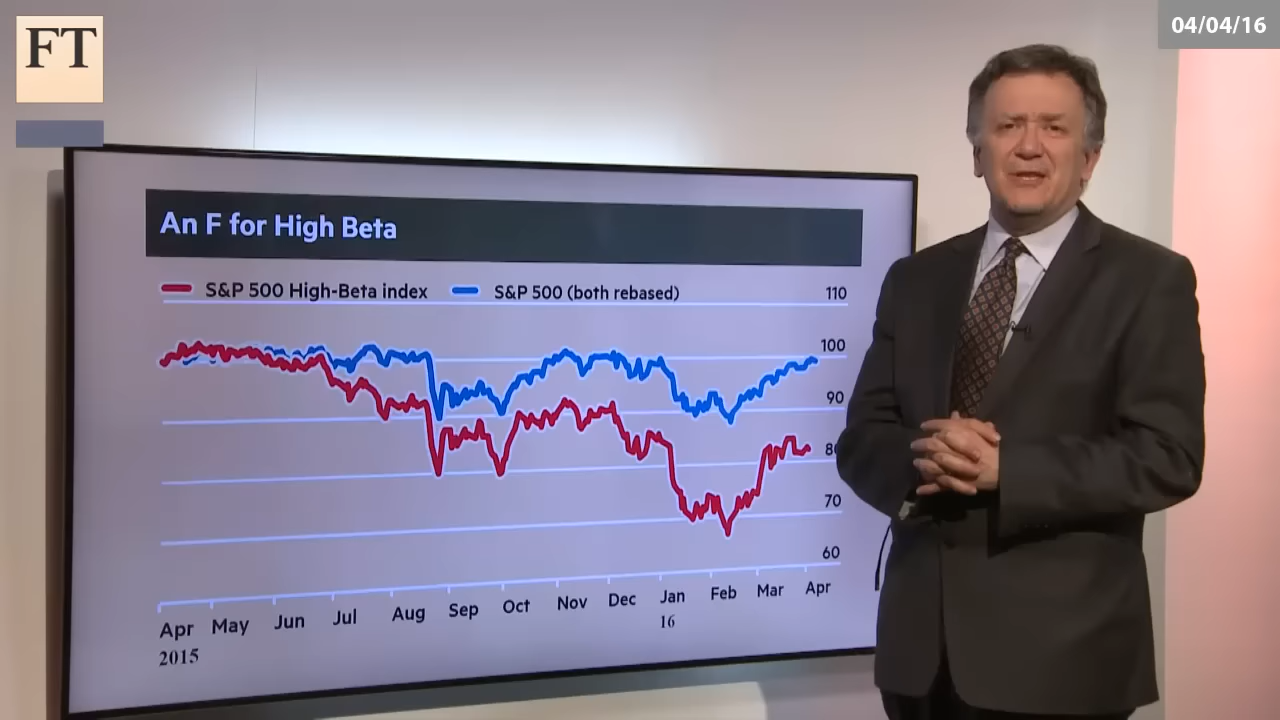 FT
04/04/16
An F for High Beta
S&P 500 High-Beta index S&P 500 (both rebased)
110
100
90
80
70
60
Apr May Jun Jul Aug Sep Oct Nov Dec Jan Feb Mar Apr
2015 16